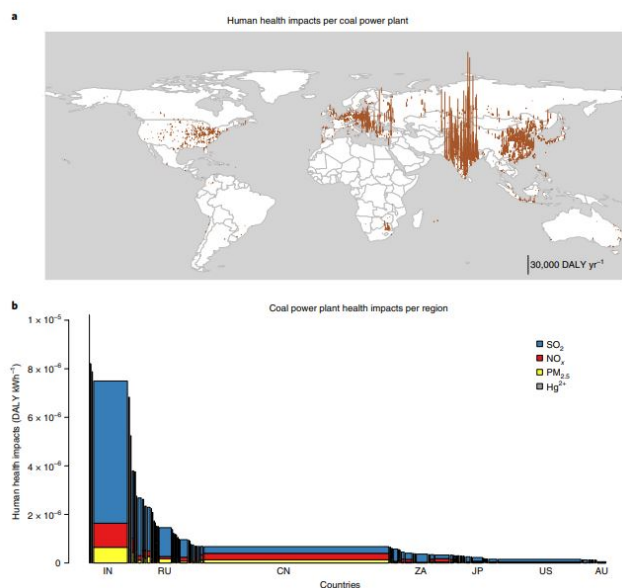 a
Human health impacts per coal power plant
30,000 DALY yr⁻¹
b
Coal power plant health impacts per region
1 × 10⁻⁵
8 × 10⁻⁶
6 × 10⁻⁶
4 × 10⁻⁶
2 × 10⁻⁶
0
Human health impacts (DALY kWh⁻¹)
SO₂
NOₓ
PM₂.₅
Hg²⁺
IN RU CN ZA JP US AU
Countries